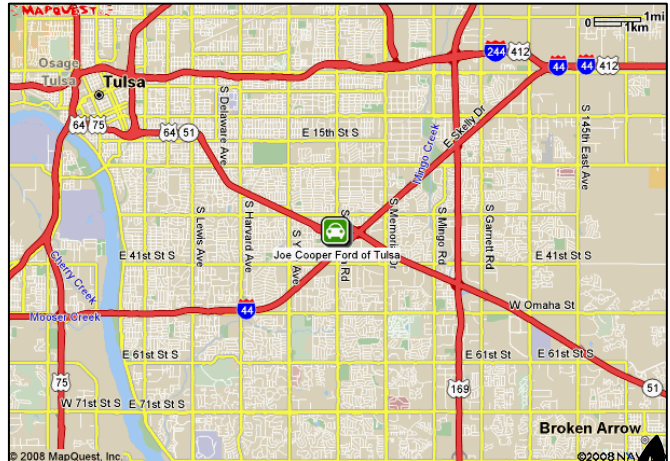 MAPQUEST
0 1mi
1km
Osage
Tulsa
Tulsa
244 412
44 44 412
64 75
64 51
E 15th St S
S Delaware Ave
Mingo Creek
E Skelly Dr
S 145th East Ave
S Lewis Ave
S Harvard Ave
S Memorial Dr
S Mingo Rd
S Garnett Rd
Joe Cooper Ford of Tulsa
E 41st St S
E 41st St S
Cherry Creek
Mooser Creek
44
W Omaha St
E 61st St S
E 61st St
E 61st St S
75
169
51
W 71st St S
E 71st St S
Broken Arrow
© 2008 MapQuest, Inc.
©2008 NAV